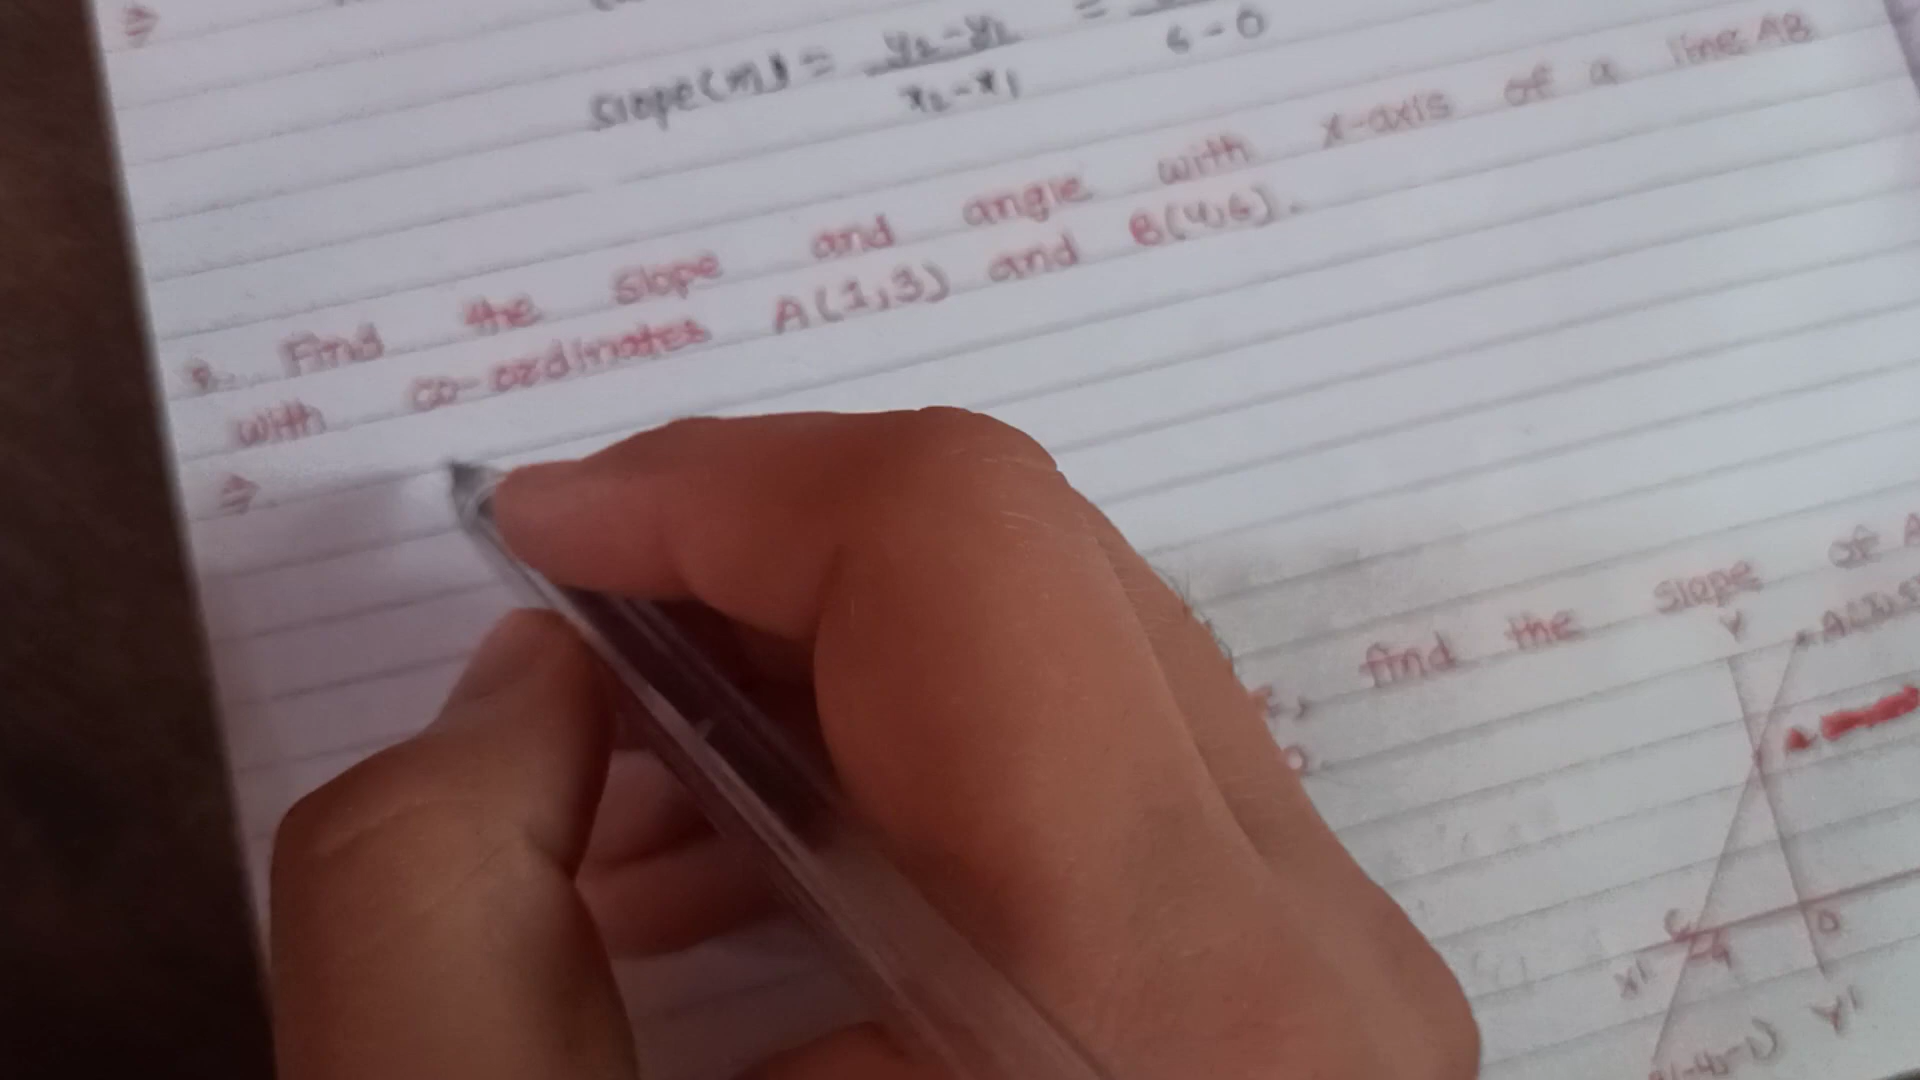 ⇒
slope(m) = y₂-y₁ / x₂-x₁ = / 6-0
Find the slope and angle with x-axis of a line AB
with co-ordinates A(1,3) and B(4,6).
⇒
find the slope of A
Y
C -4 O
X' Y'